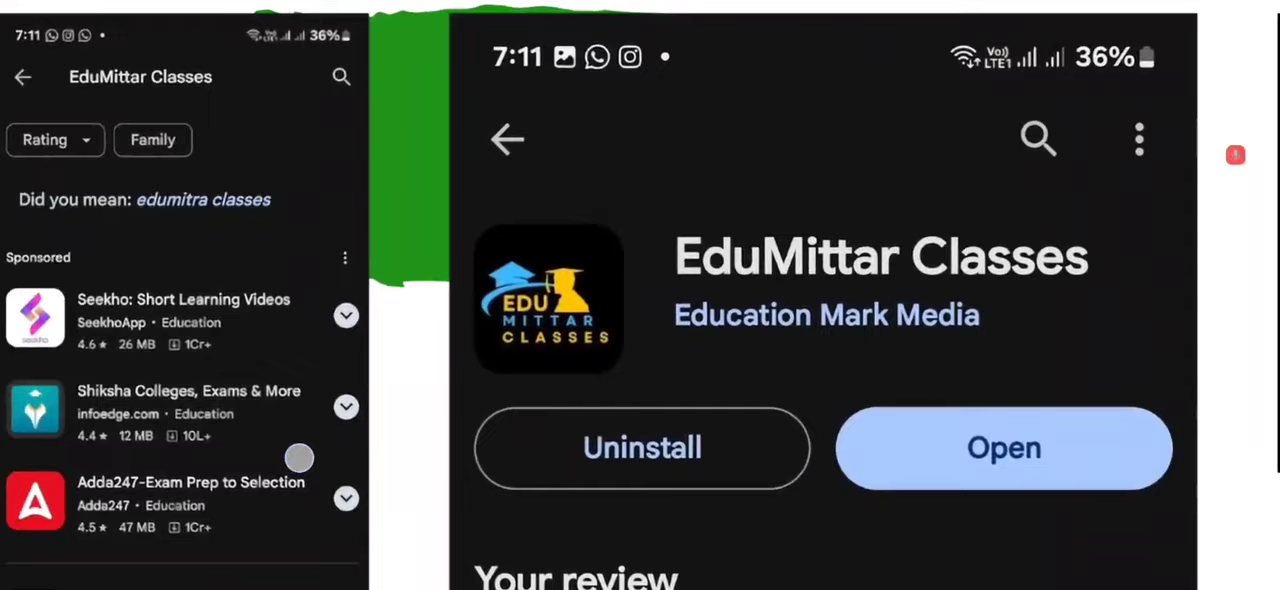 7:11 36%
EduMittar Classes
Rating Family
Did you mean: edumitra classes
Sponsored
Seekho: Short Learning Videos
SeekhoApp • Education
4.6★ 26 MB 1Cr+
seekho
Shiksha Colleges, Exams & More
infoedge.com • Education
4.4★ 12 MB 10L+
Adda247-Exam Prep to Selection
Adda247 • Education
4.5★ 47 MB 1Cr+
7:11 Vo)) LTE1 36%
EduMittar Classes
Education Mark Media
EDU
MITTAR
CLASSES
Uninstall Open
Your review